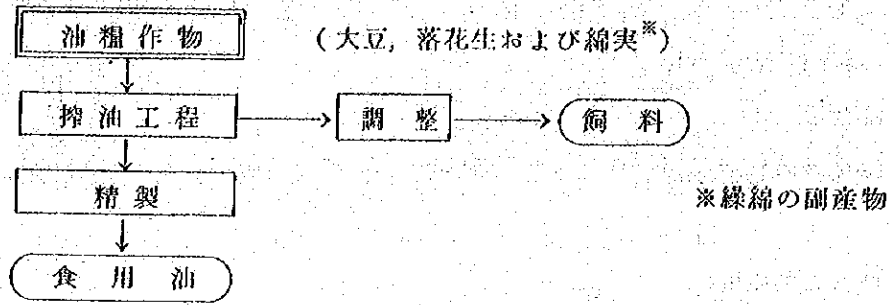 油糧作物 (大豆, 落花生および綿実※)
搾油工程 調整 飼料
精製 ※繰綿の副産物
食用油